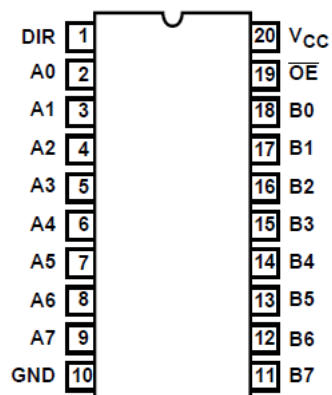 DIR 1 20 VCC
A0 2 19 OE
A1 3 18 B0
A2 4 17 B1
A3 5 16 B2
A4 6 15 B3
A5 7 14 B4
A6 8 13 B5
A7 9 12 B6
GND 10 11 B7